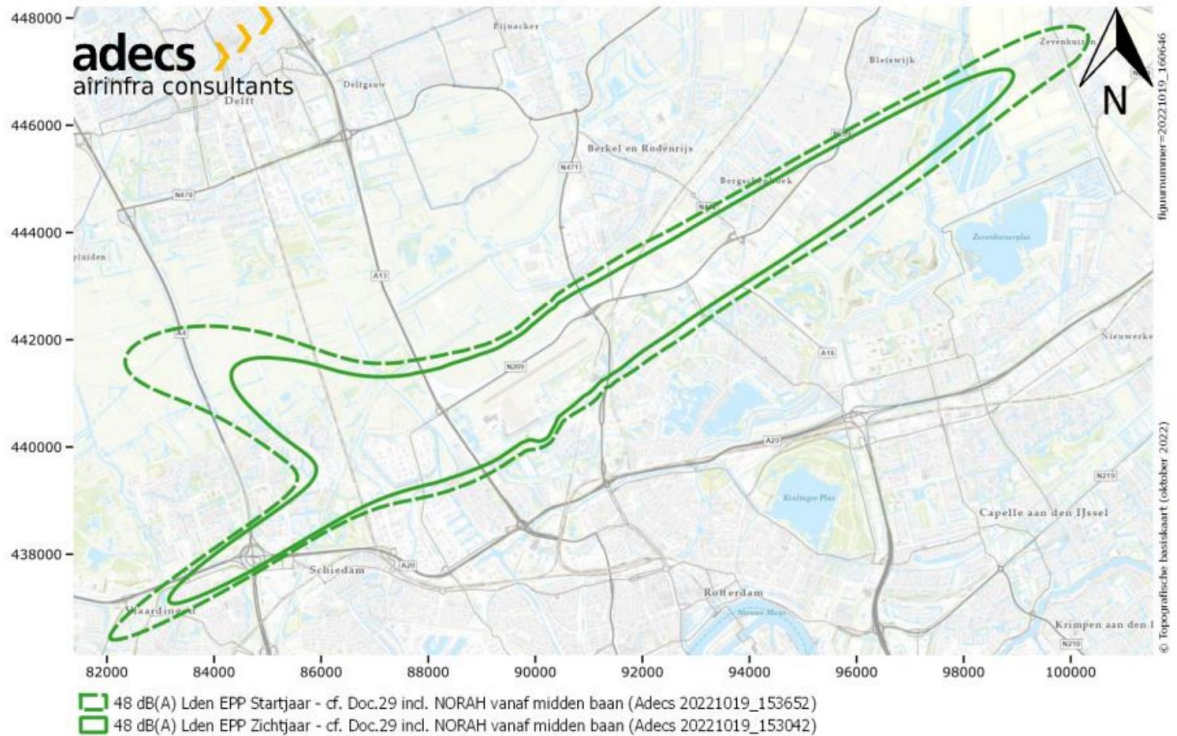 448000
446000
444000
442000
440000
438000
adecs
airinfra consultants
Pijnacker
Zevenhuizen
Bleiswijk
Delfgauw
Delft
N
N471
Berkel en Rodenrijs
Bergschenhoek
N470
Zevenhuizerplas
A13
A4
N209
A16
Nieuwerke
A20
N219
Kralingse Plas
Capelle aan den IJssel
Schiedam
A20
Vlaardingen
Rotterdam
Nieuwe Maas
Krimpen aan den I
N210
figuurnummer=20221019_160646
© Topografische basiskaart (oktober 2022)
82000 84000 86000 88000 90000 92000 94000 96000 98000 100000
48 dB(A) Lden EPP Startjaar - cf. Doc.29 incl. NORAH vanaf midden baan (Adecs 20221019_153652)
48 dB(A) Lden EPP Zichtjaar - cf. Doc.29 incl. NORAH vanaf midden baan (Adecs 20221019_153042)